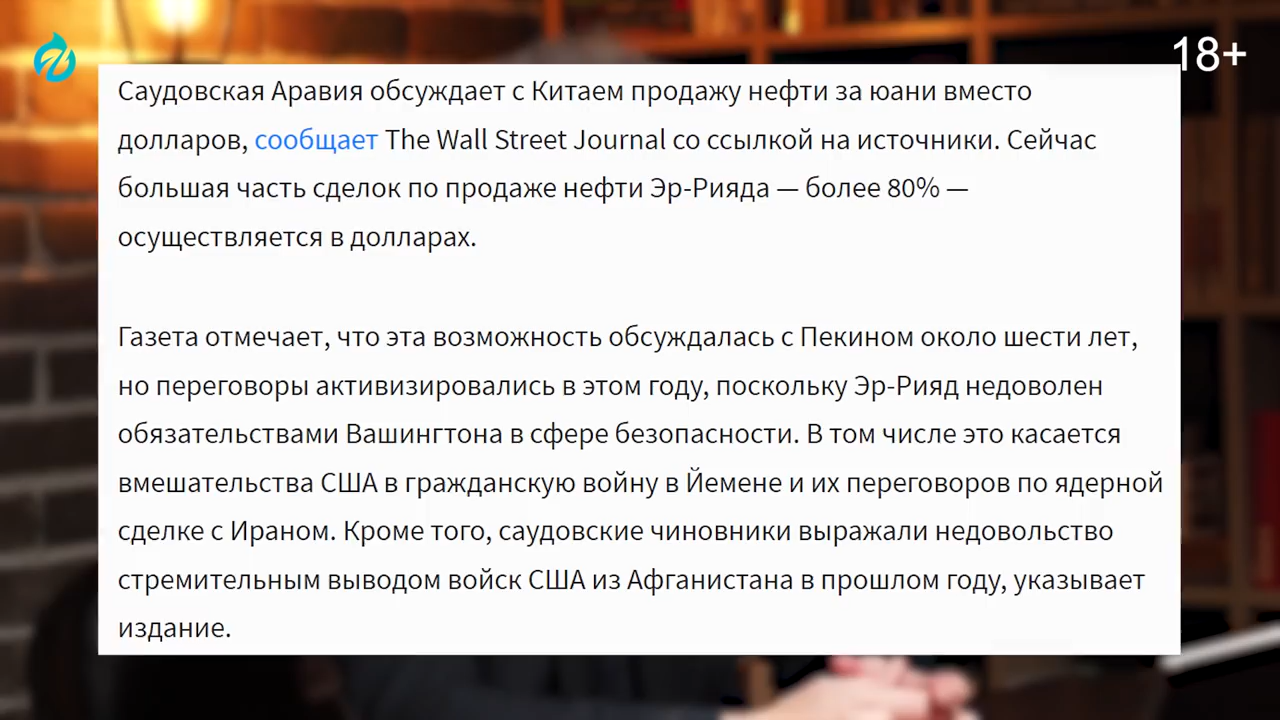 18+
Саудовская Аравия обсуждает с Китаем продажу нефти за юани вместо
долларов, сообщает The Wall Street Journal со ссылкой на источники. Сейчас
большая часть сделок по продаже нефти Эр-Рияда — более 80% —
осуществляется в долларах.
Газета отмечает, что эта возможность обсуждалась с Пекином около шести лет,
но переговоры активизировались в этом году, поскольку Эр-Рияд недоволен
обязательствами Вашингтона в сфере безопасности. В том числе это касается
вмешательства США в гражданскую войну в Йемене и их переговоров по ядерной
сделке с Ираном. Кроме того, саудовские чиновники выражали недовольство
стремительным выводом войск США из Афганистана в прошлом году, указывает
издание.